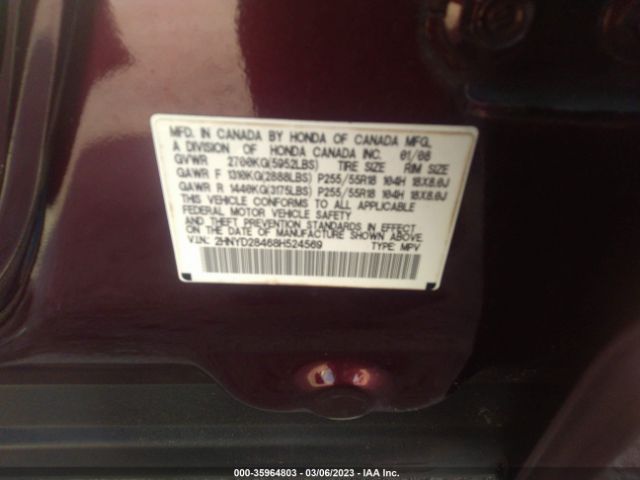 MFD. IN CANADA BY HONDA OF CANADA MFG.
A DIVISION OF HONDA CANADA INC. 01/08
GVWR 2700KG(5952LBS) TIRE SIZE RIM SIZE
GAWR F 1310KG(2888LBS) P255/55R18 104H 18X8.0J
GAWR R 1440KG(3175LBS) P255/55R18 104H 18X8.0J
THIS VEHICLE CONFORMS TO ALL APPLICABLE
FEDERAL MOTOR VEHICLE SAFETY, BUMPER,
AND THEFT PREVENTION STANDARDS IN EFFECT
ON THE DATE OF MANUFACTURE SHOWN ABOVE.
VIN: 2HNYD28468H524569 TYPE: MPV
000-35964803 - 03/06/2023 - IAA Inc.